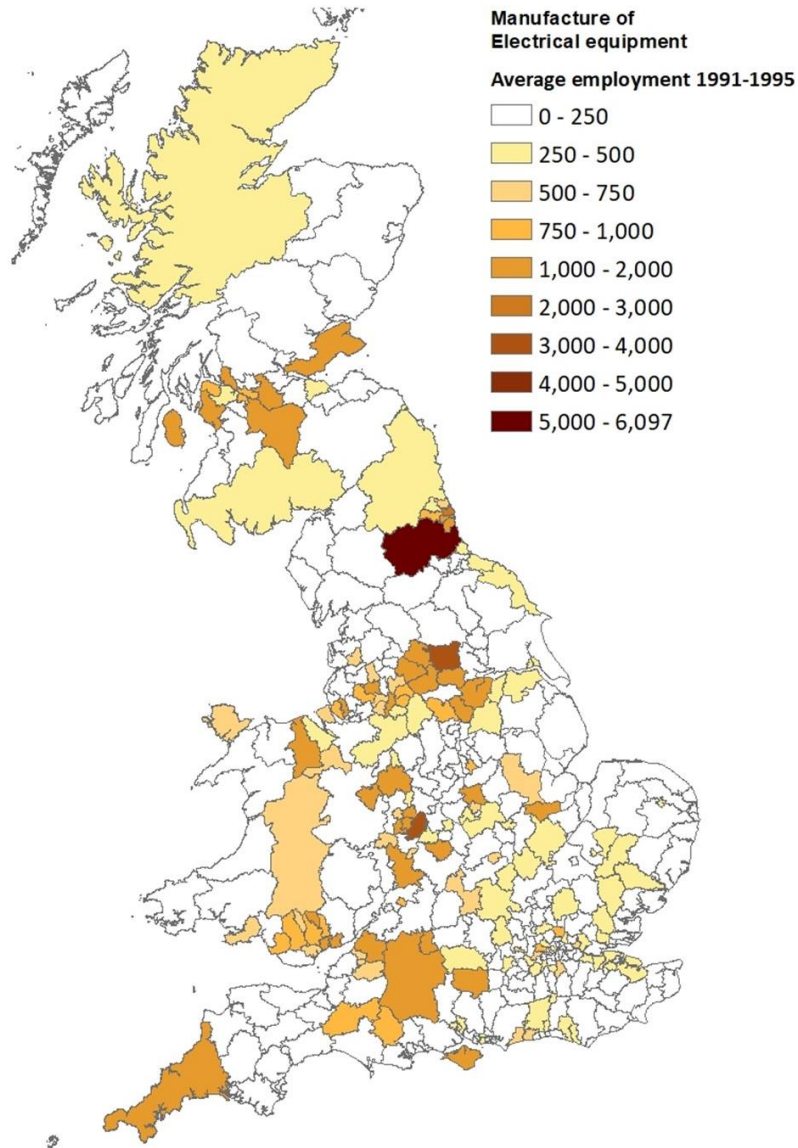 Manufacture of
Electrical equipment
Average employment 1991-1995
0 - 250
250 - 500
500 - 750
750 - 1,000
1,000 - 2,000
2,000 - 3,000
3,000 - 4,000
4,000 - 5,000
5,000 - 6,097